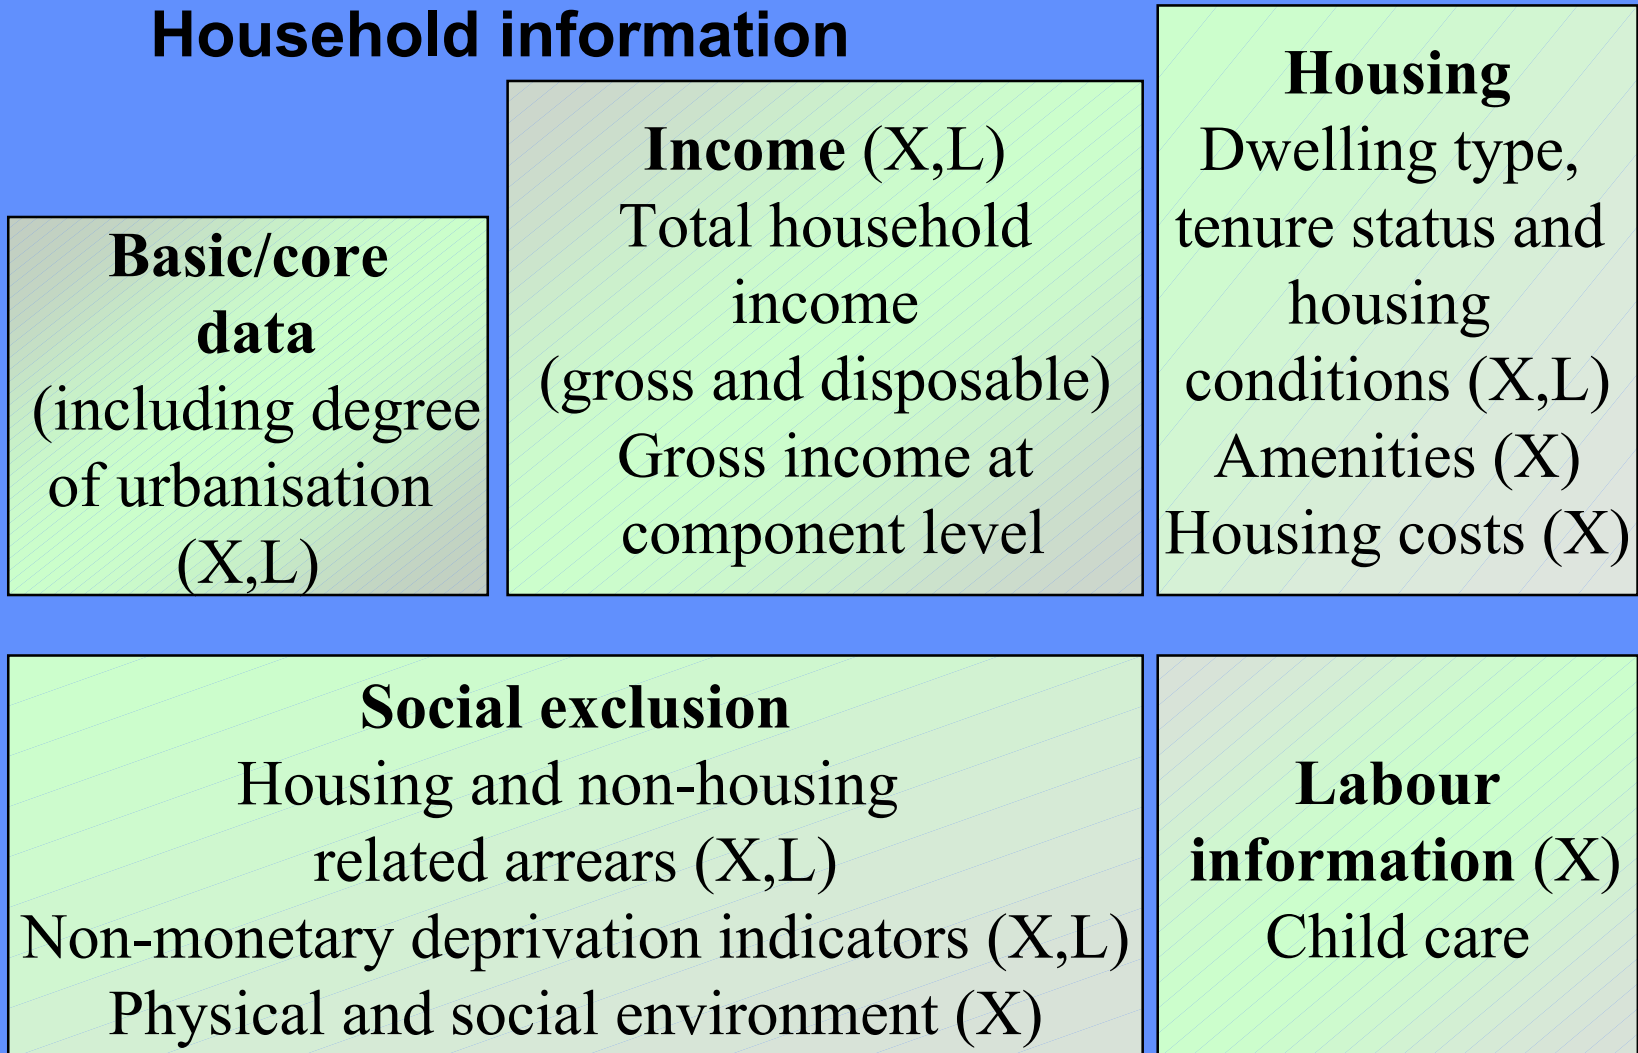 Household information
Basic/core
data
(including degree
of urbanisation
(X,L)
Income (X,L)
Total household
income
(gross and disposable)
Gross income at
component level
Housing
Dwelling type,
tenure status and
housing
conditions (X,L)
Amenities (X)
Housing costs (X)
Social exclusion
Housing and non-housing
related arrears (X,L)
Non-monetary deprivation indicators (X,L)
Physical and social environment (X)
Labour
information (X)
Child care